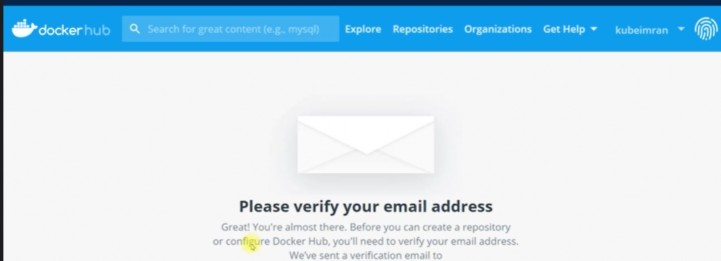 dockerhub Search for great content (e.g., mysql) Explore Repositories Organizations Get Help kubeimran
Please verify your email address
Great! You're almost there. Before you can create a repository
or configure Docker Hub, you'll need to verify your email address.
We've sent a verification email to